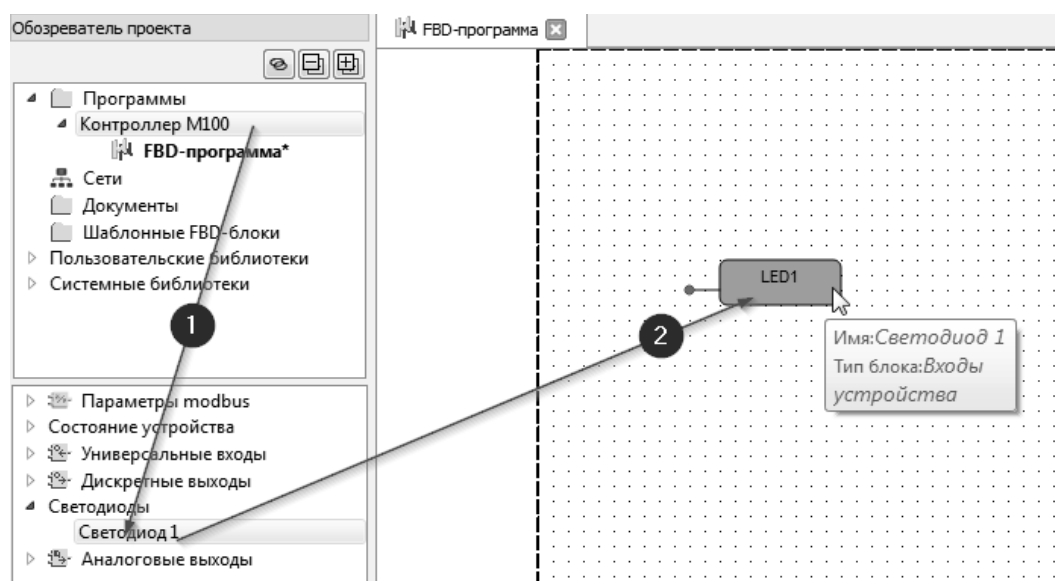 Обозреватель проекта
FBD-программа
Программы
Контроллер M100
FBD-программа*
Сети
Документы
Шаблонные FBD-блоки
Пользовательские библиотеки
Системные библиотеки
1
Параметры modbus
Состояние устройства
Универсальные входы
Дискретные выходы
Светодиоды
Светодиод 1
Аналоговые выходы
LED1
2
Имя:Светодиод 1
Тип блока:Входы
устройства